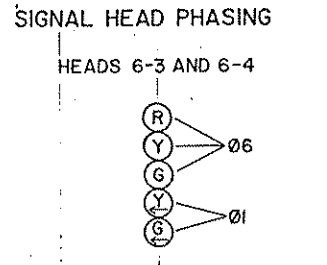 SIGNAL HEAD PHASING
HEADS 6-3 AND 6-4
R
Y
G
Ø6
Y
←
G
←
Ø1